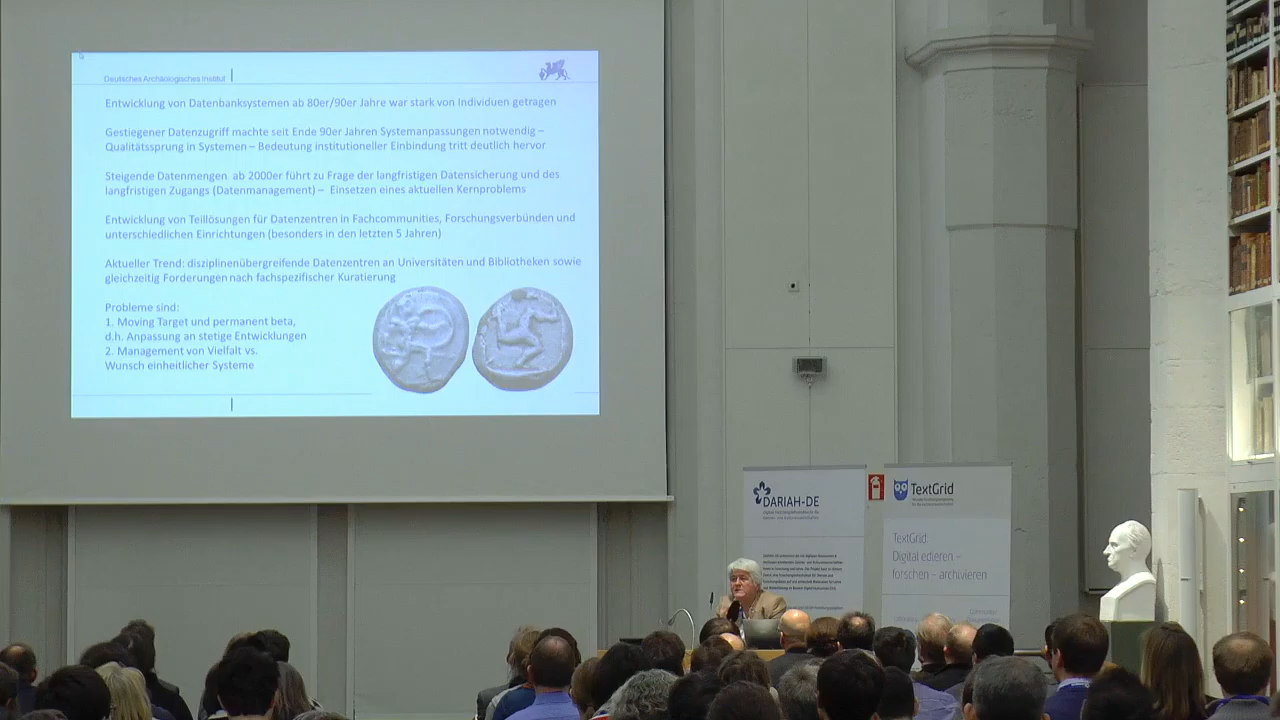 Deutsches Archäologisches Institut
Entwicklung von Datenbanksystemen ab 80er/90er Jahre war stark von Individuen getragen
Gestiegener Datenzugriff machte seit Ende 90er Jahren Systemanpassungen notwendig –
Qualitätssprung in Systemen – Bedeutung institutioneller Einbindung tritt deutlich hervor
Steigende Datenmengen ab 2000er führt zu Frage der langfristigen Datensicherung und des
langfristigen Zugangs (Datenmanagement) – Einsetzen eines aktuellen Kernproblems
Entwicklung von Teillösungen für Datenzentren in Fachcommunities, Forschungsverbünden und
unterschiedlichen Einrichtungen (besonders in den letzten 5 Jahren)
Aktueller Trend: disziplinenübergreifende Datenzentren an Universitäten und Bibliotheken sowie
gleichzeitig Forderungen nach fachspezifischer Kuratierung
Probleme sind:
1. Moving Target und permanent beta,
d.h. Anpassung an stetige Entwicklungen
2. Management von Vielfalt vs.
Wunsch einheitlicher Systeme
DARIAH-DE
TextGrid
TextGrid:
Digital edieren –
forschen – archivieren